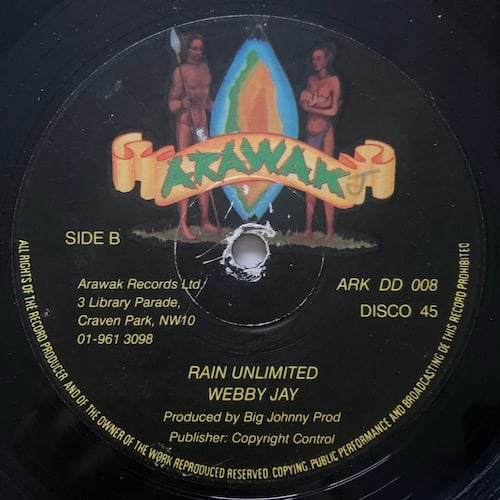 ARAWAK
SIDE B
Arawak Records Ltd
3 Library Parade,
Craven Park, NW10
01-961 3098
ARK DD 008
DISCO 45
RAIN UNLIMITED
WEBBY JAY
Produced by Big Johnny Prod
Publisher: Copyright Control
ALL RIGHTS OF THE RECORD PRODUCER AND OF THE OWNER OF THE WORK REPRODUCED RESERVED. COPYING, PUBLIC PERFORMANCE AND BROADCASTING OF THIS RECORD PROHIBITED